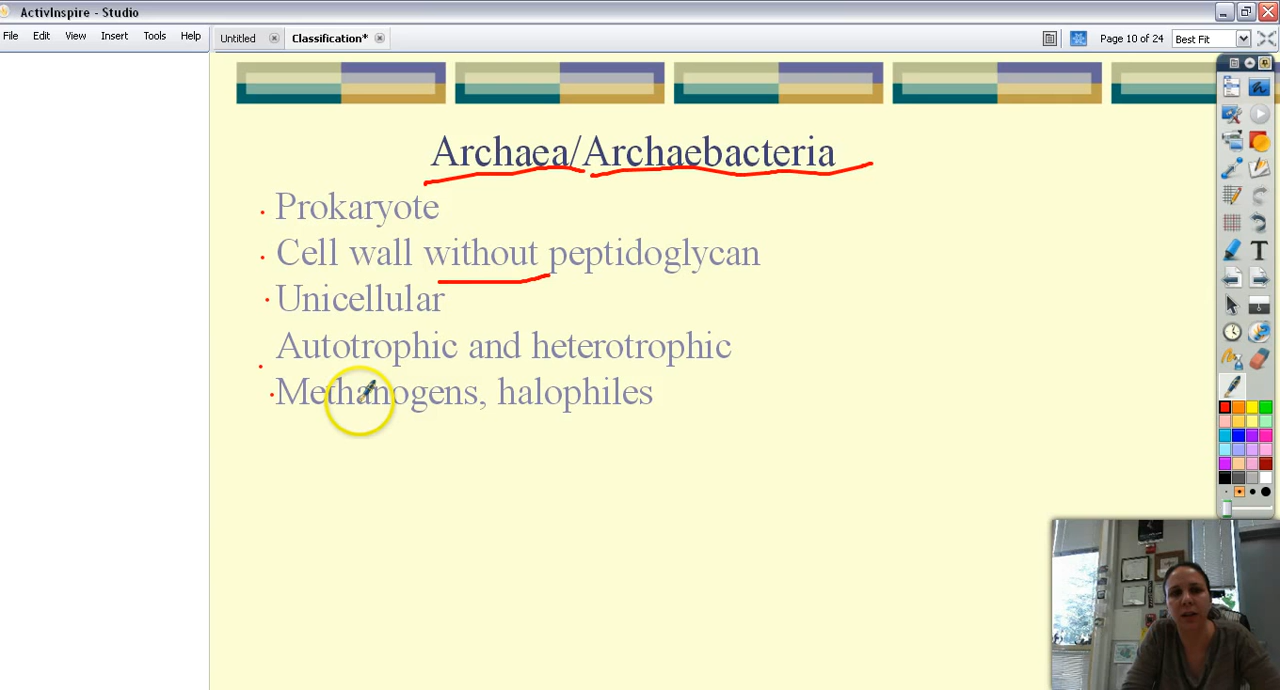 ActivInspire - Studio
File Edit View Insert Tools Help
Untitled Classification* Page 10 of 24 Best Fit
Archaea/Archaebacteria
Prokaryote
Cell wall without peptidoglycan
Unicellular
Autotrophic and heterotrophic
Methanogens, halophiles